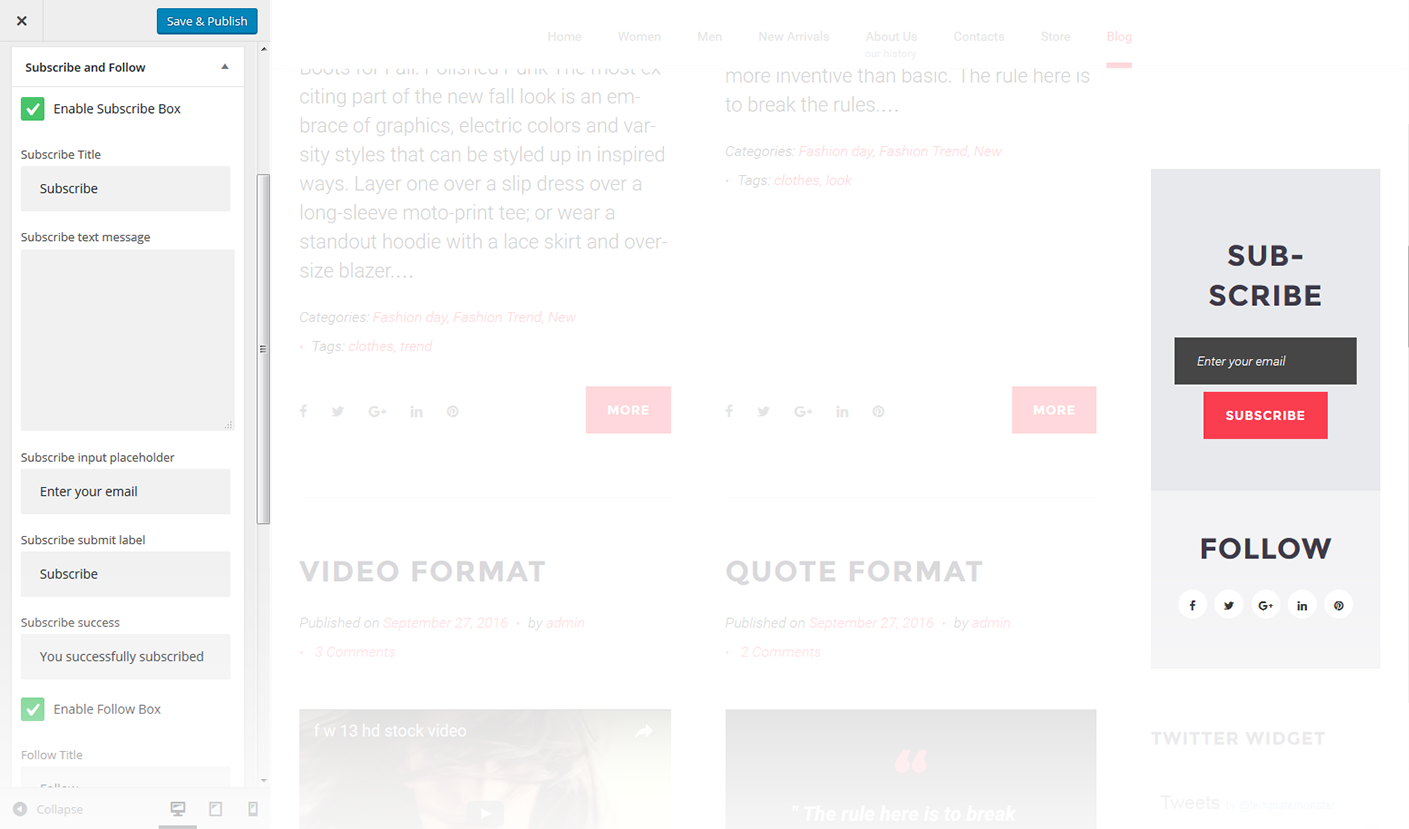 Save & Publish
Subscribe and Follow
Enable Subscribe Box
Subscribe Title
Subscribe
Subscribe text message
Subscribe input placeholder
Enter your email
Subscribe submit label
Subscribe
Subscribe success
You successfully subscribed
Enable Follow Box
Follow Title
Follow
Collapse
Home Women Men New Arrivals About Us Contacts Store Blog
our history
Boots for Fall. Polished Punk The most ex-
citing part of the new fall look is an em-
brace of graphics, electric colors and var-
sity styles that can be styled up in inspired
ways. Layer one over a slip dress over a
long-sleeve moto-print tee; or wear a
standout hoodie with a lace skirt and over-
size blazer.…
Categories: Fashion day, Fashion Trend, New
• Tags: clothes, trend
MORE
more inventive than basic. The rule here is
to break the rules.…
Categories: Fashion day, Fashion Trend, New
• Tags: clothes, look
MORE
VIDEO FORMAT
Published on September 27, 2016 • by admin
• 3 Comments
f w 13 hd stock video
QUOTE FORMAT
Published on September 27, 2016 • by admin
• 2 Comments
" The rule here is to break
SUB-
SCRIBE
Enter your email
SUBSCRIBE
FOLLOW
TWITTER WIDGET
Tweets